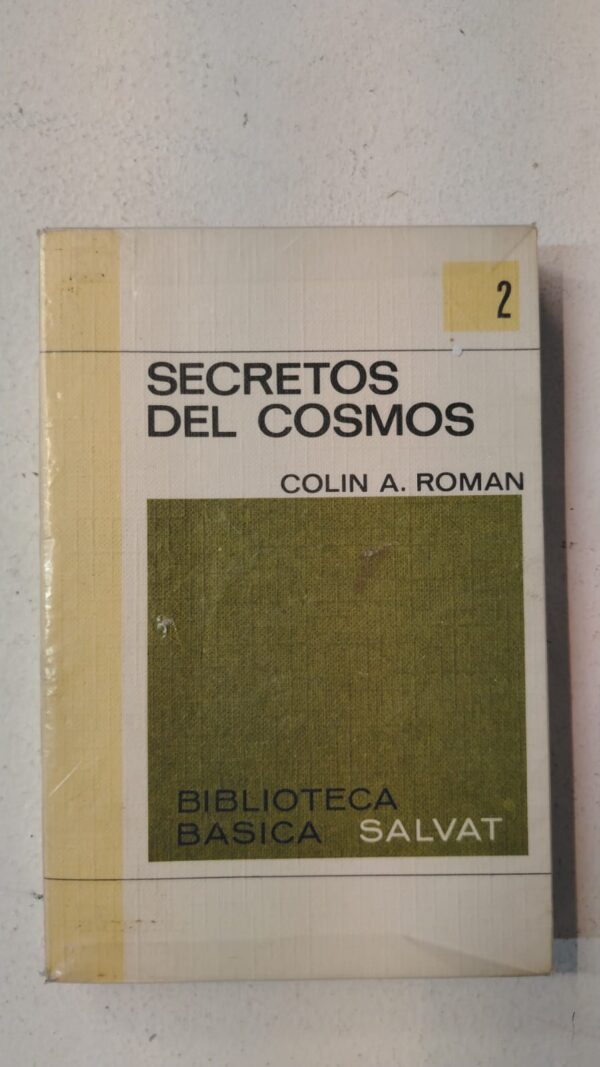 2
SECRETOS
DEL COSMOS
COLIN A. ROMAN
BIBLIOTECA
BASICA SALVAT